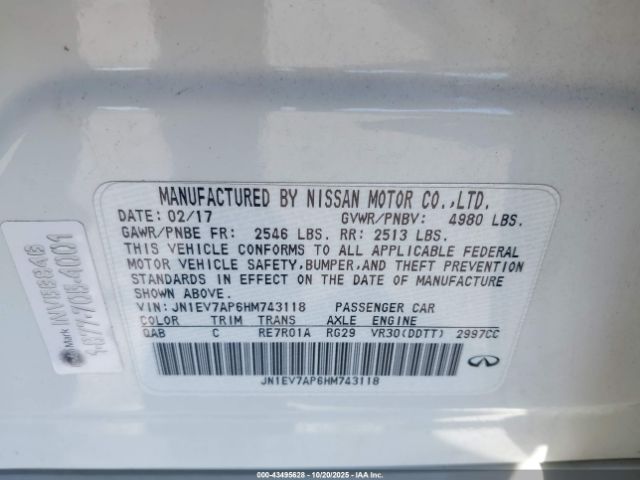 MANUFACTURED BY NISSAN MOTOR CO.,LTD.
DATE: 02/17 GVWR/PNBV: 4980 LBS.
GAWR/PNBE FR: 2546 LBS. RR: 2513 LBS.
THIS VEHICLE CONFORMS TO ALL APPLICABLE FEDERAL
MOTOR VEHICLE SAFETY, BUMPER, AND THEFT PREVENTION
STANDARDS IN EFFECT ON THE DATE OF MANUFACTURE
SHOWN ABOVE.
VIN: JN1EV7AP6HM743118 PASSENGER CAR
COLOR TRIM TRANS AXLE ENGINE
QAB C RE7R01A RG29 VR30(DDTT) 2997CC
JN1EV7AP6HM743118
© 43495628 - 10/20/2025 - IAA, Inc.